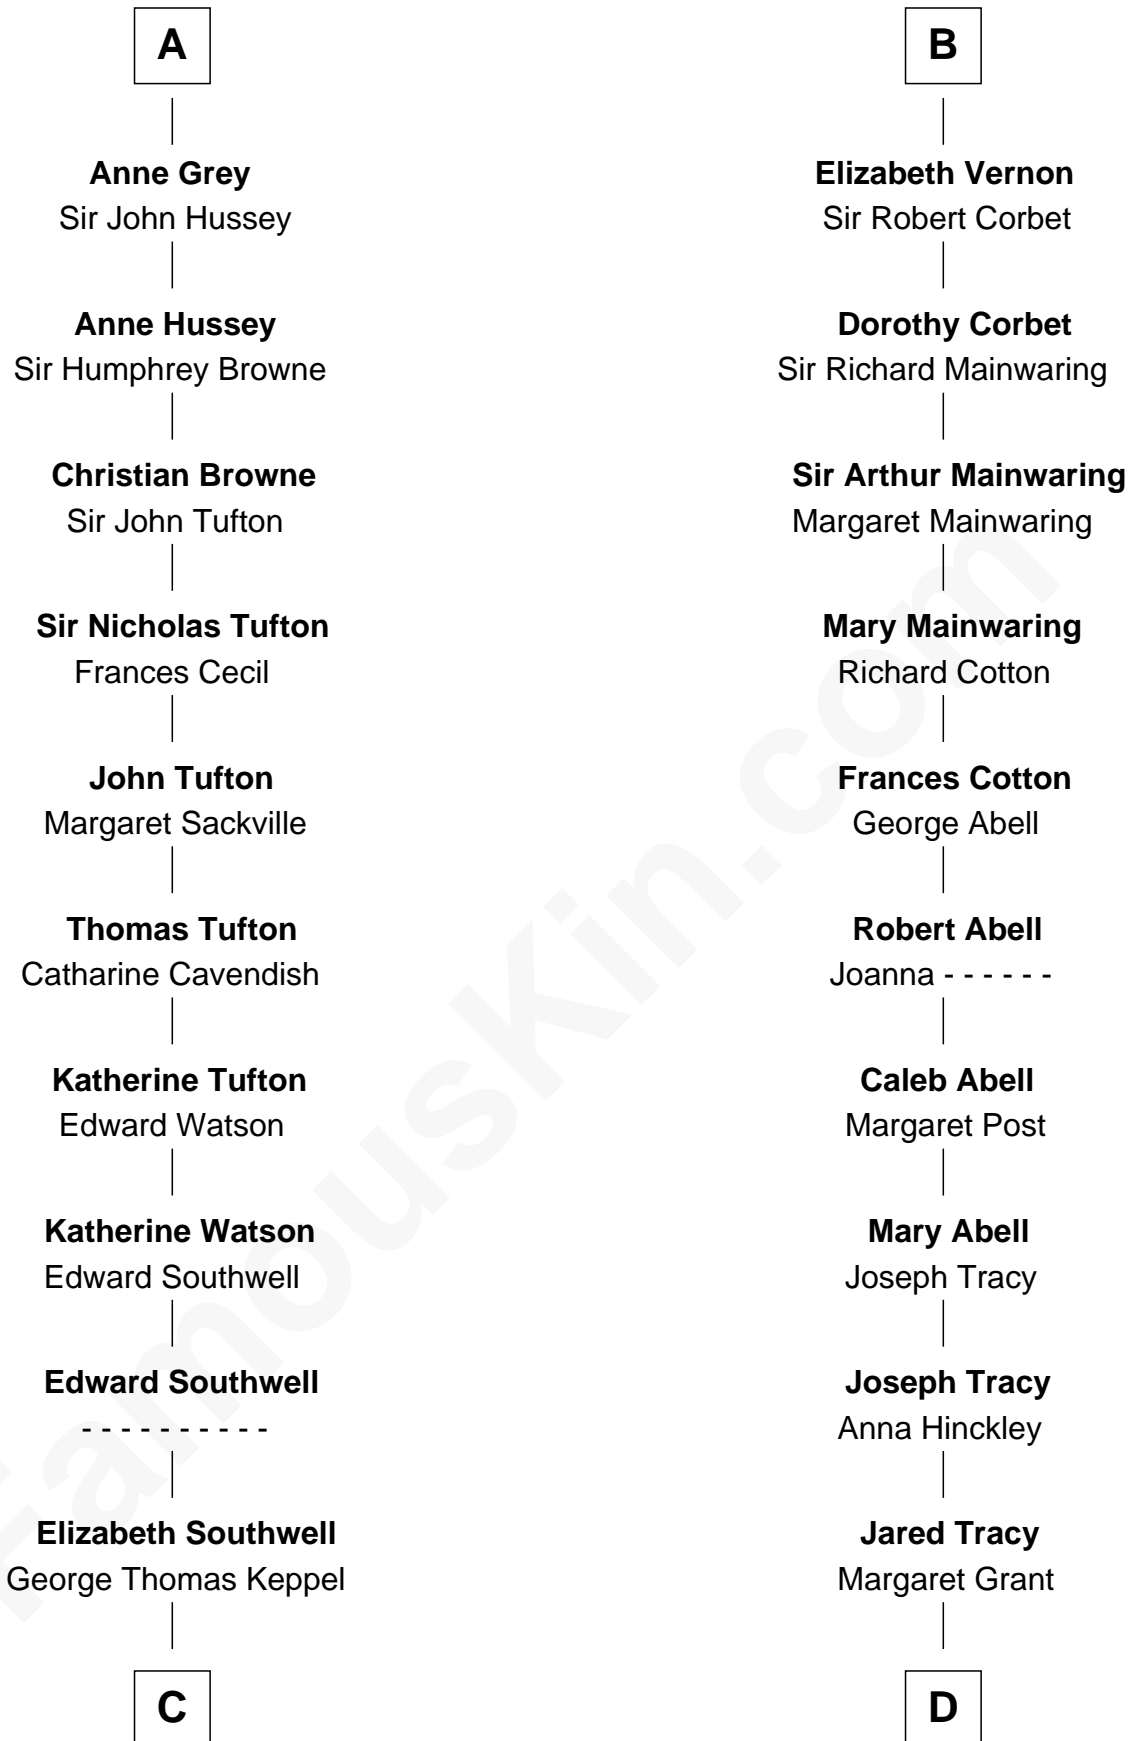 A
Anne Grey
Sir John Hussey
Anne Hussey
Sir Humphrey Browne
Christian Browne
Sir John Tufton
Sir Nicholas Tufton
Frances Cecil
John Tufton
Margaret Sackville
Thomas Tufton
Catharine Cavendish
Katherine Tufton
Edward Watson
Katherine Watson
Edward Southwell
Edward Southwell
- - - - - - - - - -
Elizabeth Southwell
George Thomas Keppel
C
B
Elizabeth Vernon
Sir Robert Corbet
Dorothy Corbet
Sir Richard Mainwaring
Sir Arthur Mainwaring
Margaret Mainwaring
Mary Mainwaring
Richard Cotton
Frances Cotton
George Abell
Robert Abell
Joanna - - - - - -
Caleb Abell
Margaret Post
Mary Abell
Joseph Tracy
Joseph Tracy
Anna Hinckley
Jared Tracy
Margaret Grant
D
FamousKin.com